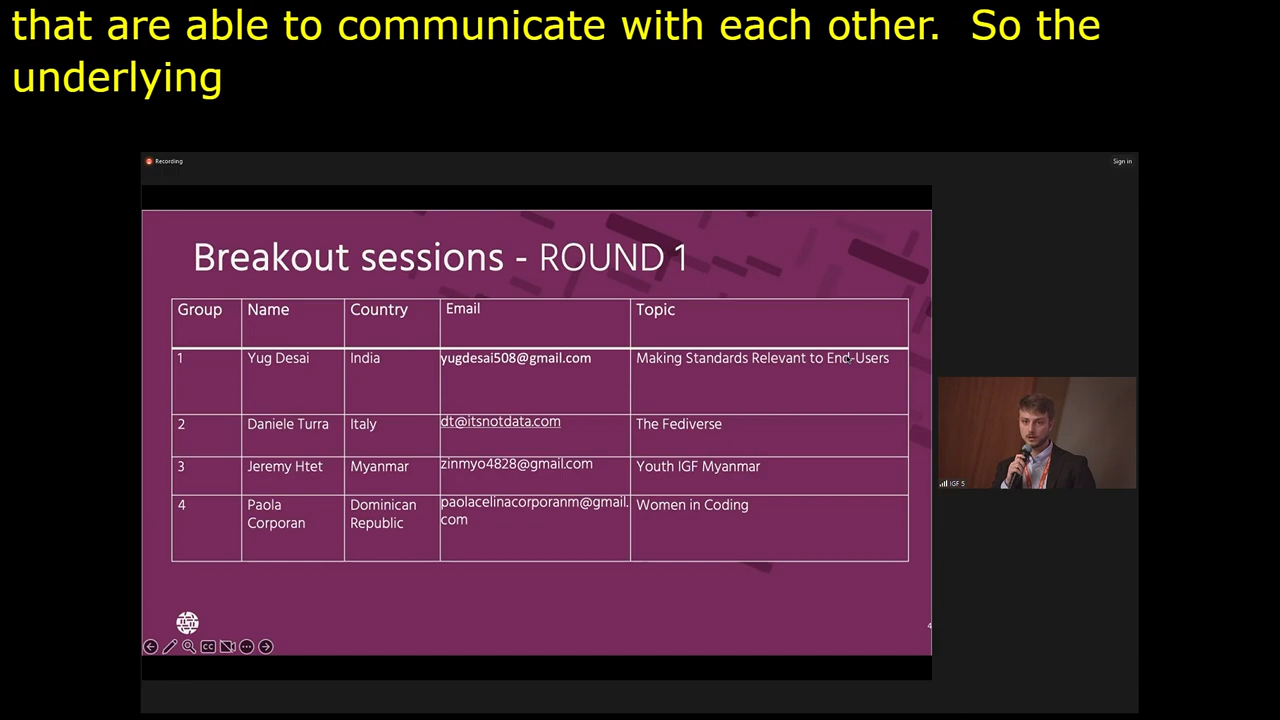 that are able to communicate with each other.  So the
underlying
Recording
Sign in
Breakout sessions - ROUND 1
Group Name Country Email Topic
1 Yug Desai India yugdesai508@gmail.com Making Standards Relevant to End-Users
2 Daniele Turra Italy dt@itsnotdata.com The Fediverse
3 Jeremy Htet Myanmar zinmyo4828@gmail.com Youth IGF Myanmar
4 Paola Dominican paolacelinacorporanm@gmail. Women in Coding
Corporan Republic com
IGF 5
4
CC